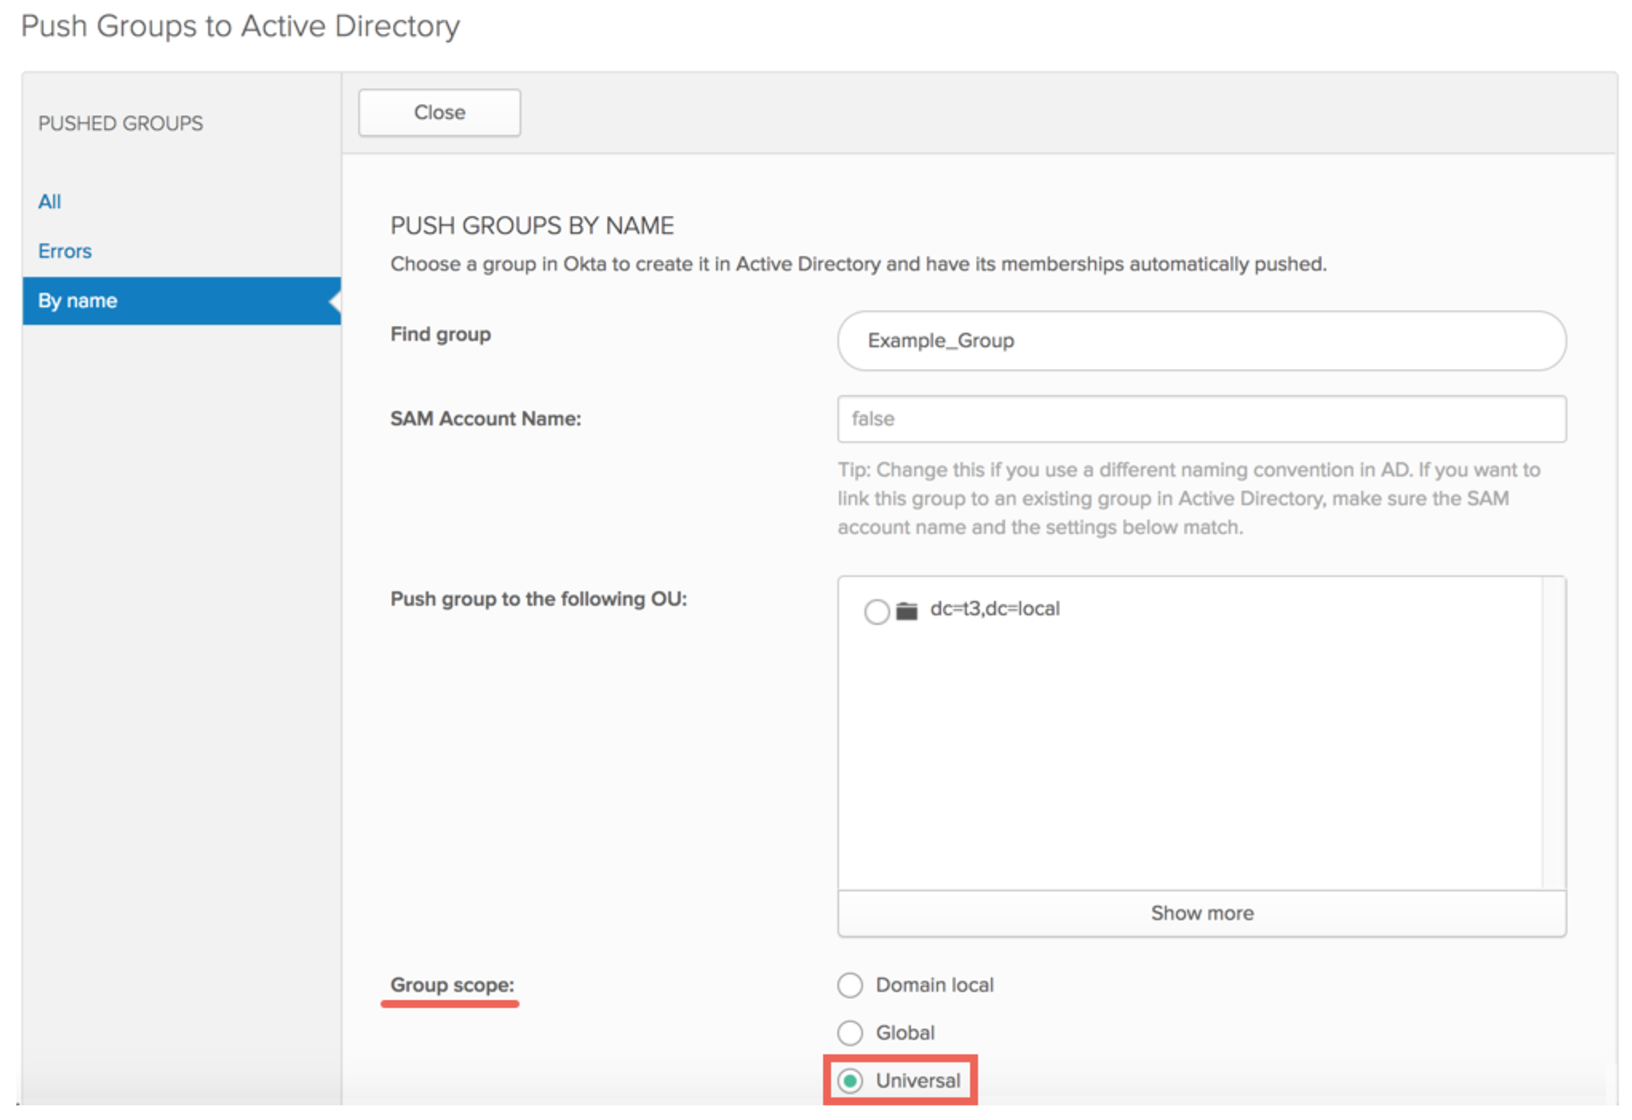 Push Groups to Active Directory
PUSHED GROUPS
All
Errors
By name
Close
PUSH GROUPS BY NAME
Choose a group in Okta to create it in Active Directory and have its memberships automatically pushed.
Find group
Example_Group
SAM Account Name:
false
Tip: Change this if you use a different naming convention in AD. If you want to
link this group to an existing group in Active Directory, make sure the SAM
account name and the settings below match.
Push group to the following OU:
dc=t3,dc=local
Show more
Group scope:
Domain local
Global
Universal